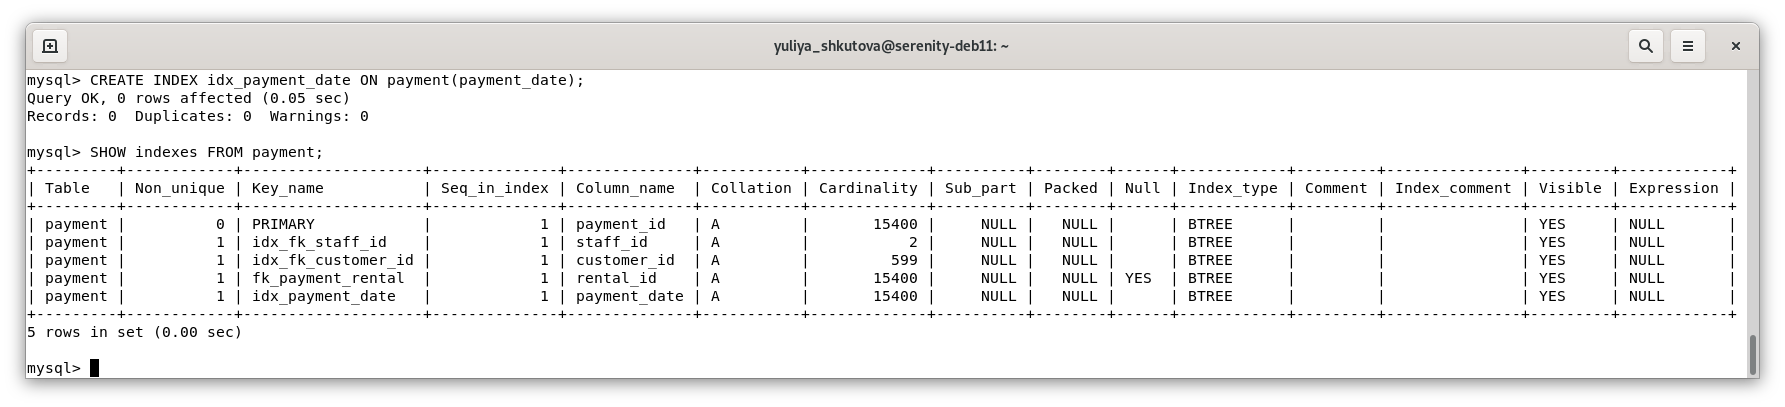 yuliya_shkutova@serenity-deb11: ~
mysql> CREATE INDEX idx_payment_date ON payment(payment_date);
Query OK, 0 rows affected (0.05 sec)
Records: 0  Duplicates: 0  Warnings: 0
mysql> SHOW indexes FROM payment;
+---------+------------+--------------------+--------------+--------------+-----------+-------------+----------+--------+------+------------+---------+---------------+---------+------------+
| Table   | Non_unique | Key_name           | Seq_in_index | Column_name  | Collation | Cardinality | Sub_part | Packed | Null | Index_type | Comment | Index_comment | Visible | Expression |
+---------+------------+--------------------+--------------+--------------+-----------+-------------+----------+--------+------+------------+---------+---------------+---------+------------+
| payment |          0 | PRIMARY            |            1 | payment_id   | A         |       15400 |     NULL |   NULL |      | BTREE      |         |               | YES     | NULL       |
| payment |          1 | idx_fk_staff_id    |            1 | staff_id     | A         |           2 |     NULL |   NULL |      | BTREE      |         |               | YES     | NULL       |
| payment |          1 | idx_fk_customer_id |            1 | customer_id  | A         |         599 |     NULL |   NULL |      | BTREE      |         |               | YES     | NULL       |
| payment |          1 | fk_payment_rental  |            1 | rental_id    | A         |       15400 |     NULL |   NULL | YES  | BTREE      |         |               | YES     | NULL       |
| payment |          1 | idx_payment_date   |            1 | payment_date | A         |       15400 |     NULL |   NULL |      | BTREE      |         |               | YES     | NULL       |
+---------+------------+--------------------+--------------+--------------+-----------+-------------+----------+--------+------+------------+---------+---------------+---------+------------+
5 rows in set (0.00 sec)
mysql>